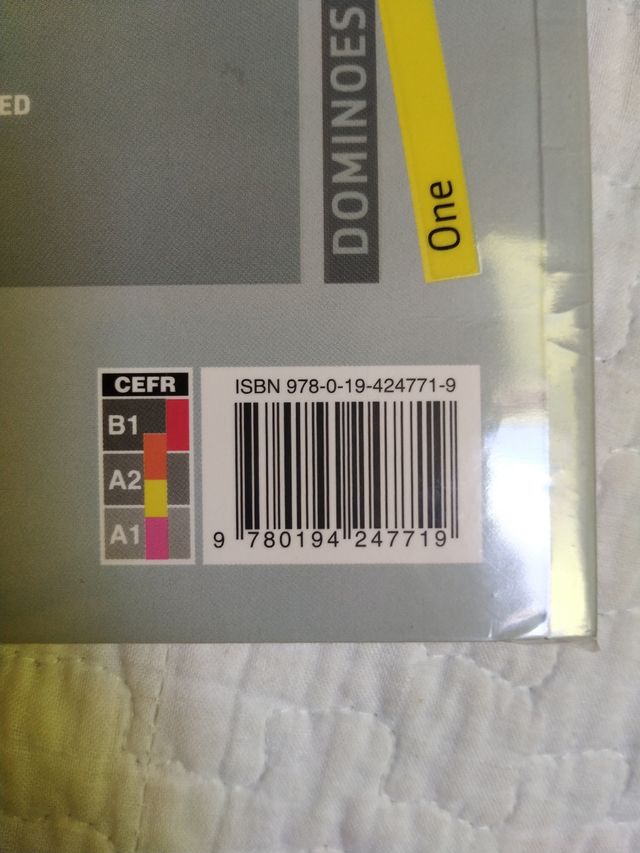 ED
DOMINOES
One
CEFR
B1
A2
A1
ISBN 978-0-19-424771-9
9 780194 247719